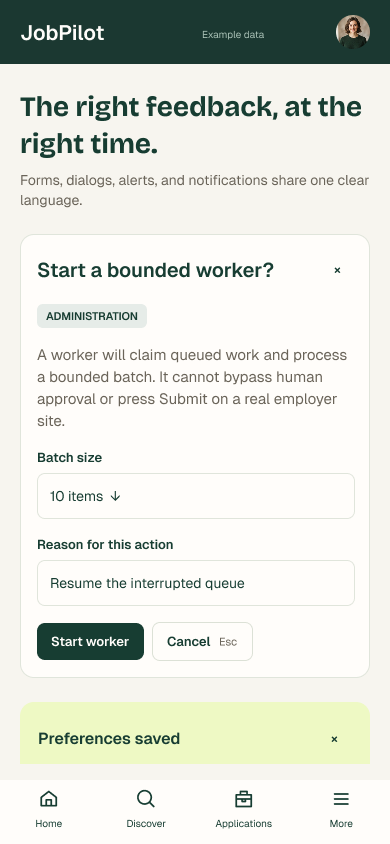 JobPilot
Example data
The right feedback, at the
right time.
Forms, dialogs, alerts, and notifications share one clear
language.
Start a bounded worker?
×
ADMINISTRATION
A worker will claim queued work and process
a bounded batch. It cannot bypass human
approval or press Submit on a real employer
site.
Batch size
10 items ↓
Reason for this action
Resume the interrupted queue
Start worker
Cancel Esc
Preferences saved
×
Home
Discover
Applications
More